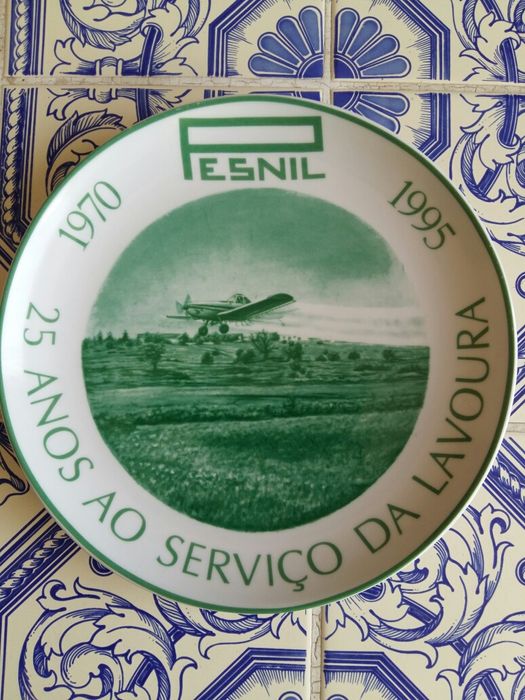 PESNIL
1970
1995
25 ANOS AO SERVIÇO DA LAVOURA